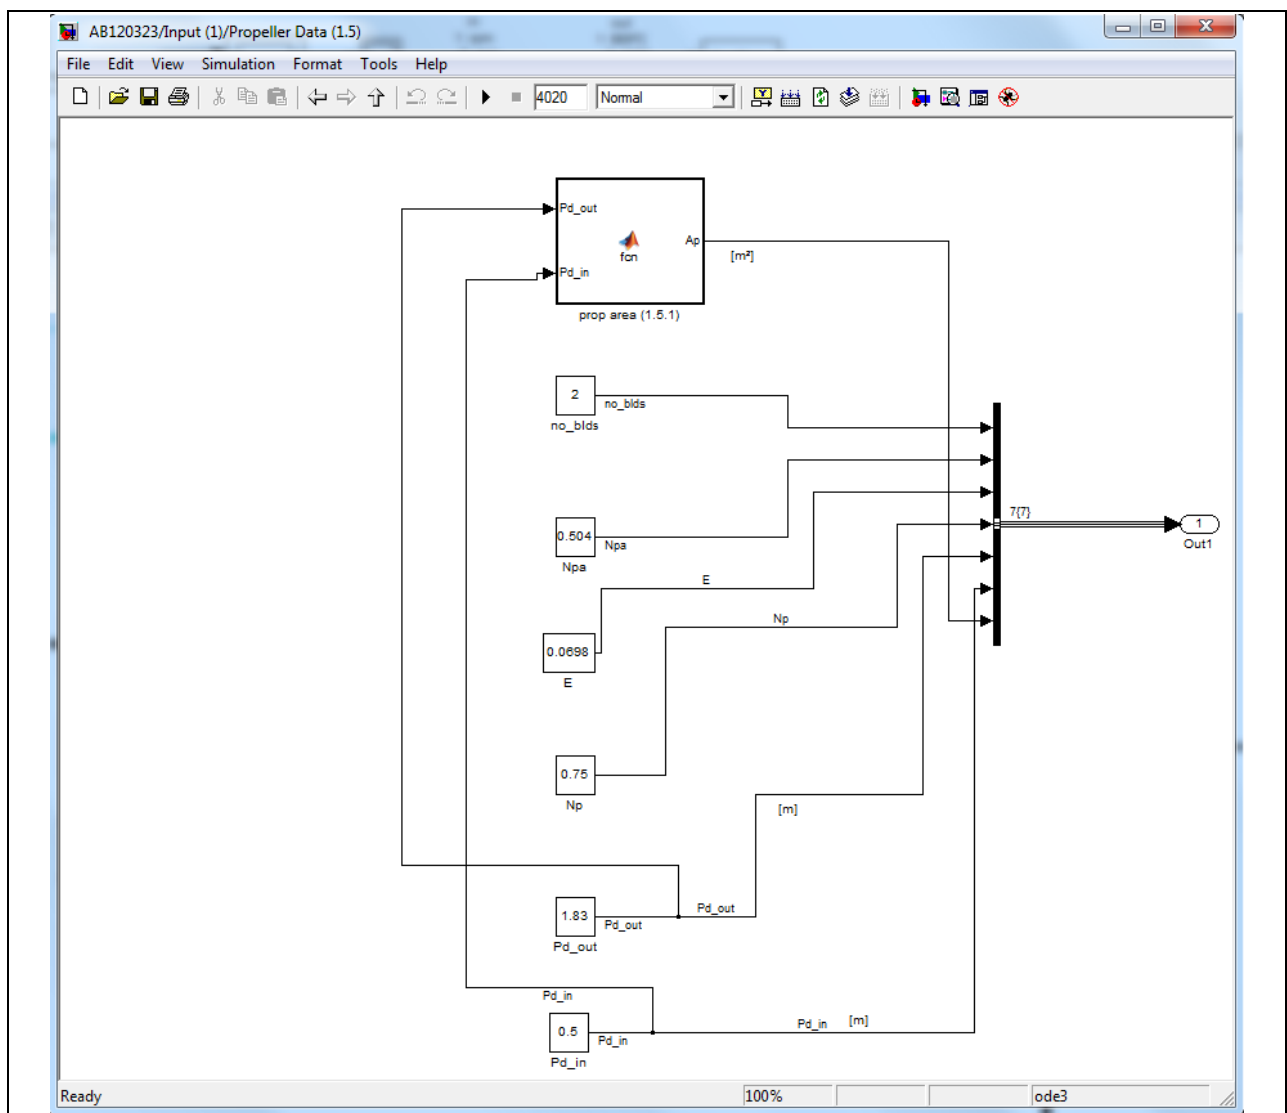 AB120323/Input (1)/Propeller Data (1.5)
File Edit View Simulation Format Tools Help
4020 Normal
Pd_out
fcn
Ap
[m²]
Pd_in
prop area (1.5.1)
2
no_blds
no_blds
0.504
Npa
Npa
E
7{7}
1
Out1
Np
0.0698
E
0.75
Np
[m]
1.83
Pd_out
Pd_out
Pd_out
Pd_in
0.5
Pd_in
Pd_in
[m]
Pd_in
Ready 100% ode3